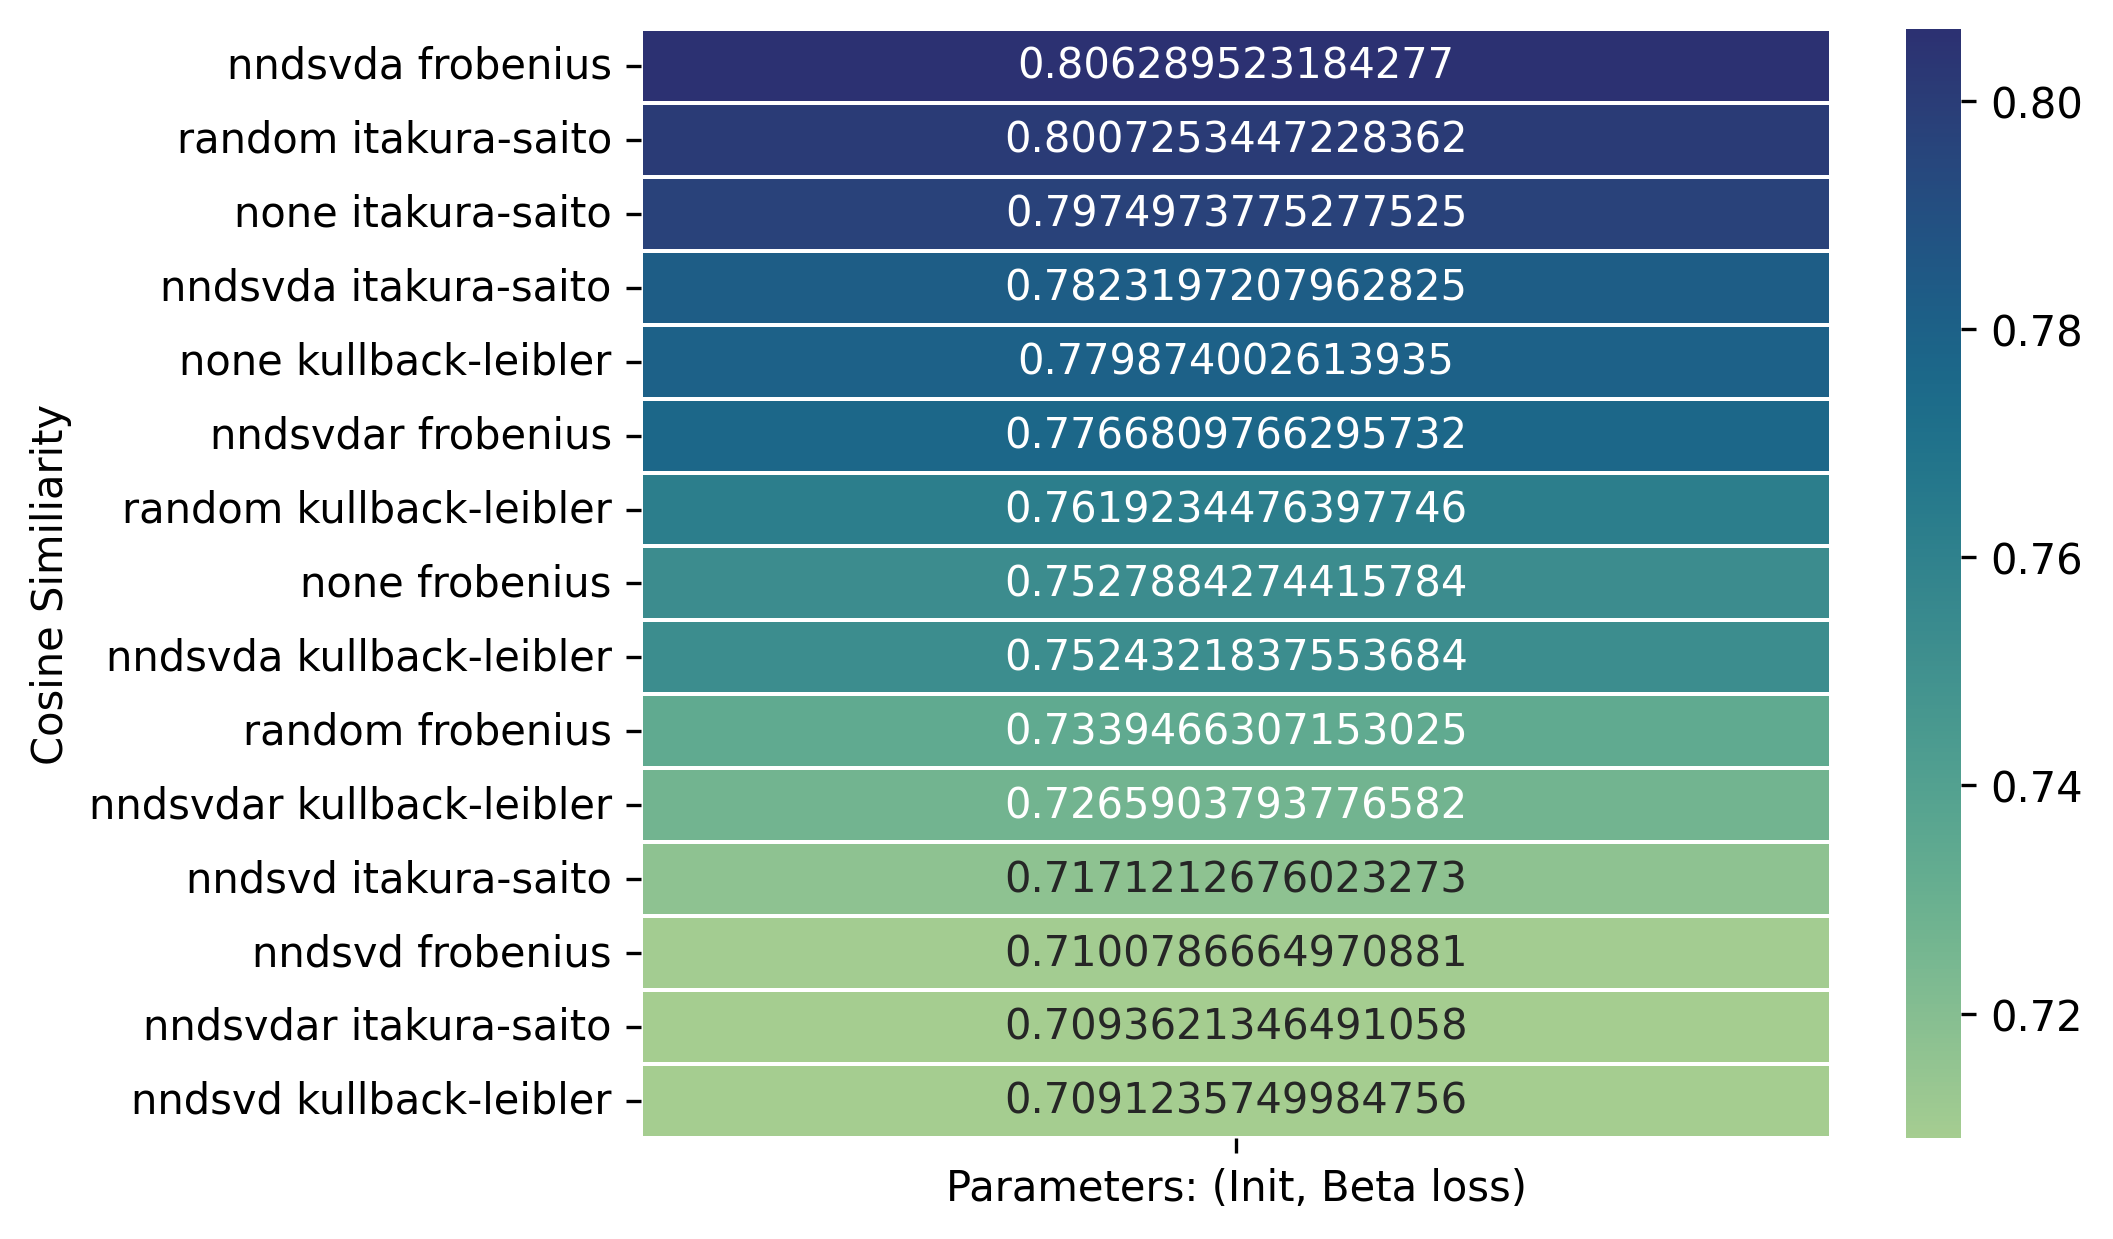 nndsvda frobenius 0.806289523184277
random itakura-saito 0.8007253447228362
none itakura-saito 0.7974973775277525
nndsvda itakura-saito 0.7823197207962825
none kullback-leibler 0.779874002613935
nndsvdar frobenius 0.7766809766295732
random kullback-leibler 0.7619234476397746
none frobenius 0.7527884274415784
nndsvda kullback-leibler 0.7524321837553684
random frobenius 0.7339466307153025
nndsvdar kullback-leibler 0.7265903793776582
nndsvd itakura-saito 0.7171212676023273
nndsvd frobenius 0.7100786664970881
nndsvdar itakura-saito 0.7093621346491058
nndsvd kullback-leibler 0.7091235749984756
Cosine Similiarity
Parameters: (Init, Beta loss)
0.80
0.78
0.76
0.74
0.72